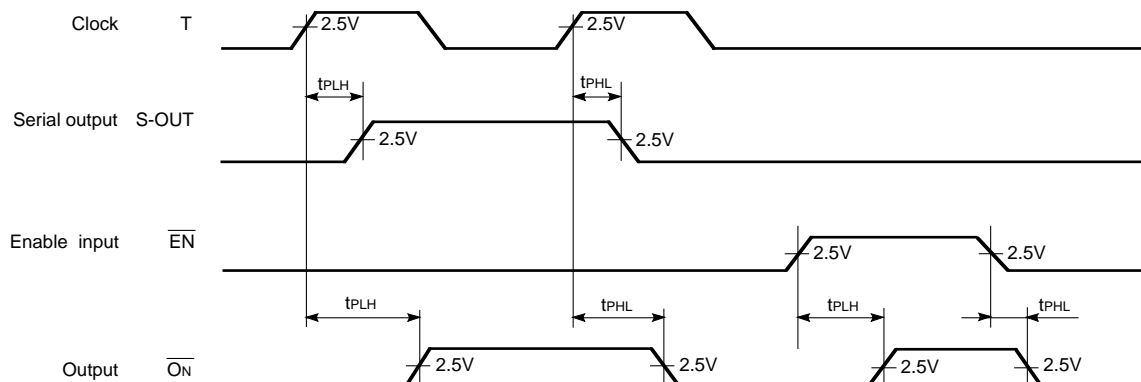 Clock T 2.5V 2.5V
tPLH tPHL
Serial output S-OUT 2.5V 2.5V
Enable input EN 2.5V 2.5V
tPLH tPHL tPLH tPHL
Output ON 2.5V 2.5V 2.5V 2.5V